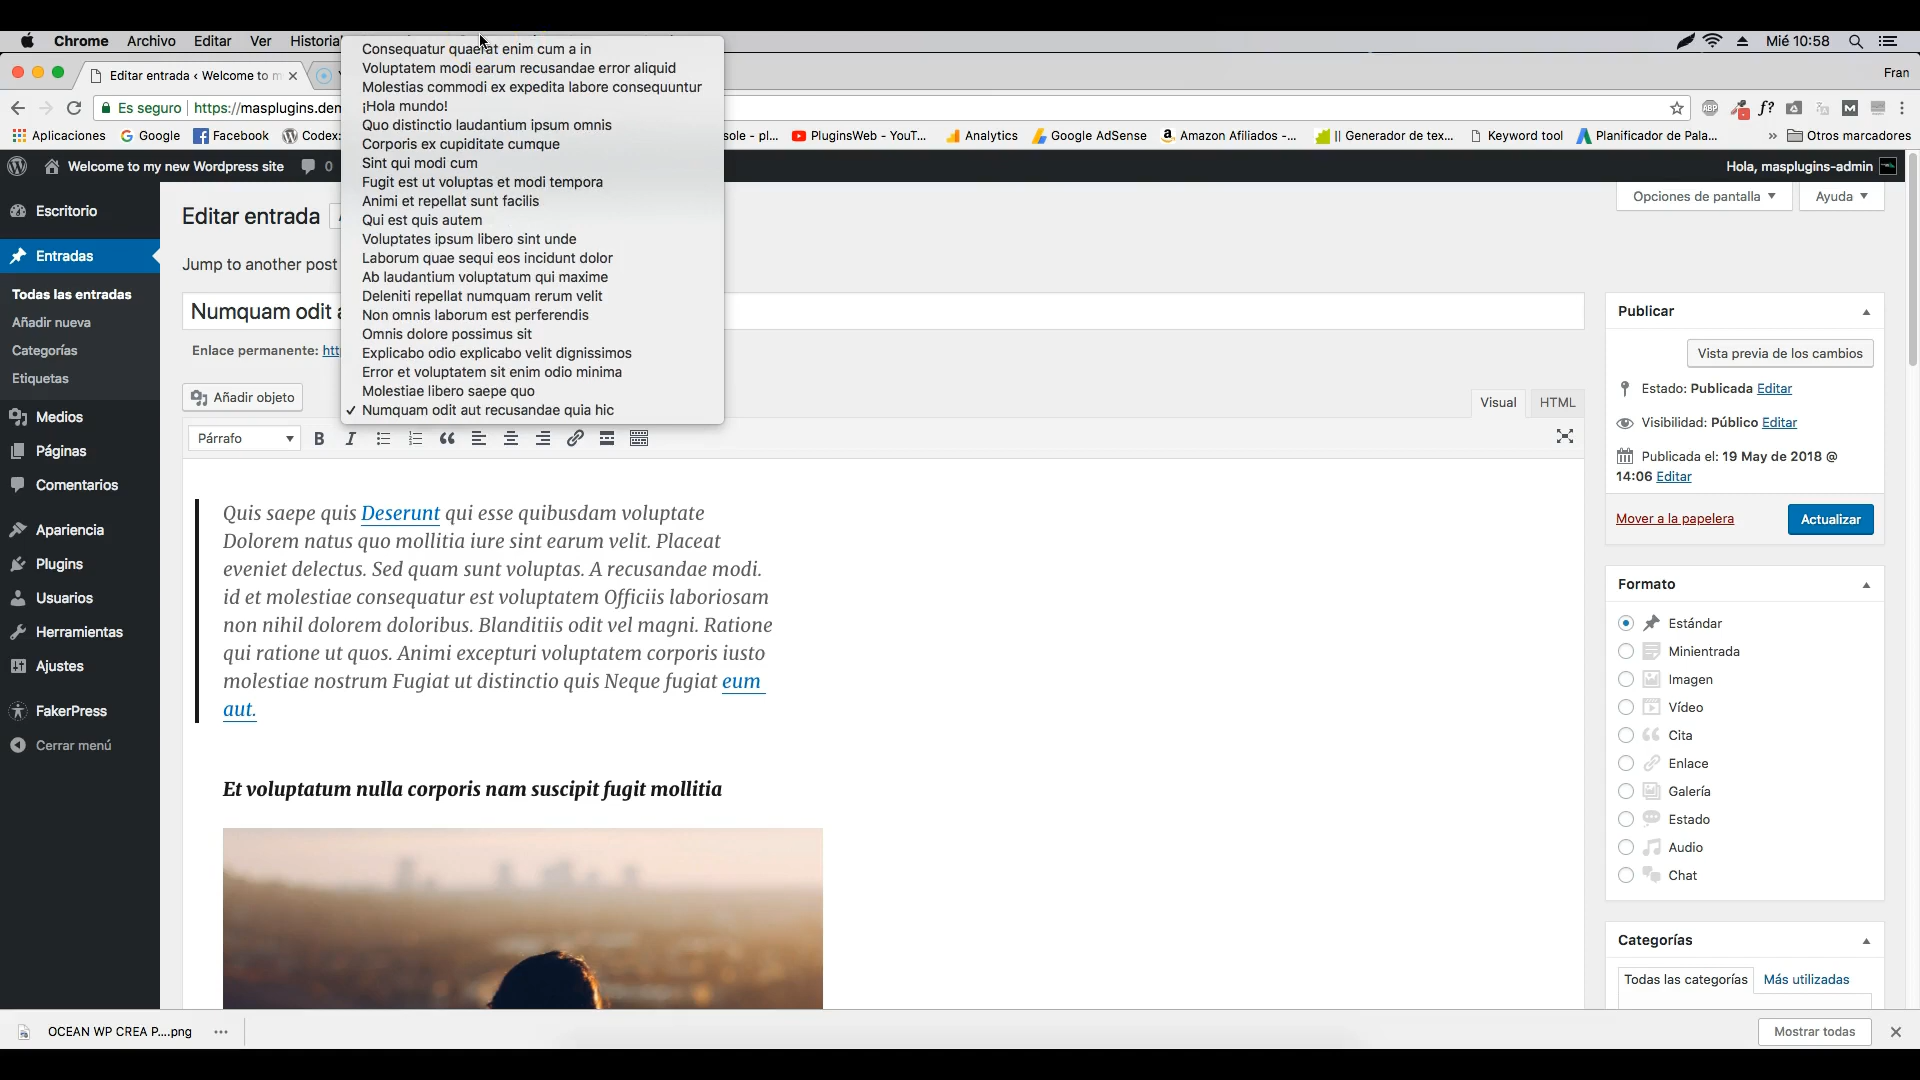 Chrome Archivo Editar Ver Historial Mié 10:58
Editar entrada ‹ Welcome to m Fran
Es seguro https://masplugins.dem
Aplicaciones Google Facebook Codex: sole - pl... PluginsWeb - YouT... Analytics Google AdSense Amazon Afiliados -... || Generador de tex... Keyword tool Planificador de Pala... » Otros marcadores
Welcome to my new Wordpress site 0 Hola, masplugins-admin
Consequatur quaerat enim cum a in
Voluptatem modi earum recusandae error aliquid
Molestias commodi ex expedita labore consequuntur
¡Hola mundo!
Quo distinctio laudantium ipsum omnis
Corporis ex cupiditate cumque
Sint qui modi cum
Fugit est ut voluptas et modi tempora
Animi et repellat sunt facilis
Qui est quis autem
Voluptates ipsum libero sint unde
Laborum quae sequi eos incidunt dolor
Ab laudantium voluptatum qui maxime
Deleniti repellat numquam rerum velit
Non omnis laborum est perferendis
Omnis dolore possimus sit
Explicabo odio explicabo velit dignissimos
Error et voluptatem sit enim odio minima
Molestiae libero saepe quo
✓ Numquam odit aut recusandae quia hic
Escritorio
Entradas
Todas las entradas
Añadir nueva
Categorías
Etiquetas
Medios
Páginas
Comentarios
Apariencia
Plugins
Usuarios
Herramientas
Ajustes
FakerPress
Cerrar menú
Opciones de pantalla Ayuda
Editar entrada
Jump to another post
Numquam odit a
Enlace permanente: htt
Añadir objeto
Visual HTML
Párrafo B I
Quis saepe quis Deserunt qui esse quibusdam voluptate
Dolorem natus quo mollitia iure sint earum velit. Placeat
eveniet delectus. Sed quam sunt voluptas. A recusandae modi.
id et molestiae consequatur est voluptatem Officiis laboriosam
non nihil dolorem doloribus. Blanditiis odit vel magni. Ratione
qui ratione ut quos. Animi excepturi voluptatem corporis iusto
molestiae nostrum Fugiat ut distinctio quis Neque fugiat eum
aut.
Et voluptatum nulla corporis nam suscipit fugit mollitia
Publicar
Vista previa de los cambios
Estado: Publicada Editar
Visibilidad: Público Editar
Publicada el: 19 May de 2018 @
14:06 Editar
Mover a la papelera Actualizar
Formato
Estándar
Minientrada
Imagen
Vídeo
Cita
Enlace
Galería
Estado
Audio
Chat
Categorías
Todas las categorías Más utilizadas
OCEAN WP CREA P....png Mostrar todas